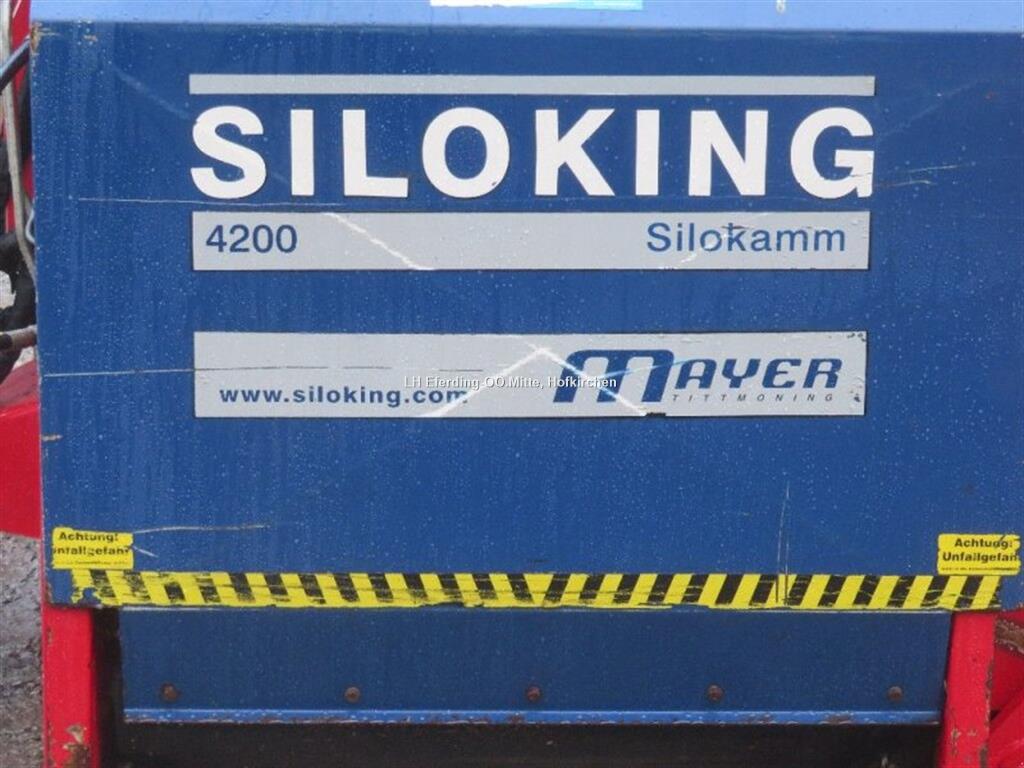 SILOKING
4200 Silokamm
www.siloking.com
MAYER
TITTMONING
LH Eferding OÖ.Mitte, Hofkirchen
Achtung!
Unfallgefahr
Achtung!
Unfallgefahr